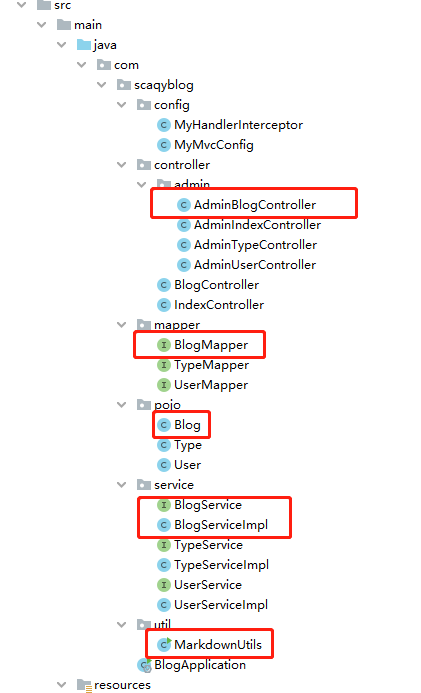 src
main
java
com
scaqyblog
config
MyHandlerInterceptor
MyMvcConfig
controller
admin
AdminBlogController
AdminIndexController
AdminTypeController
AdminUserController
BlogController
IndexController
mapper
BlogMapper
TypeMapper
UserMapper
pojo
Blog
Type
User
service
BlogService
BlogServiceImpl
TypeService
TypeServiceImpl
UserService
UserServiceImpl
util
MarkdownUtils
BlogApplication
resources